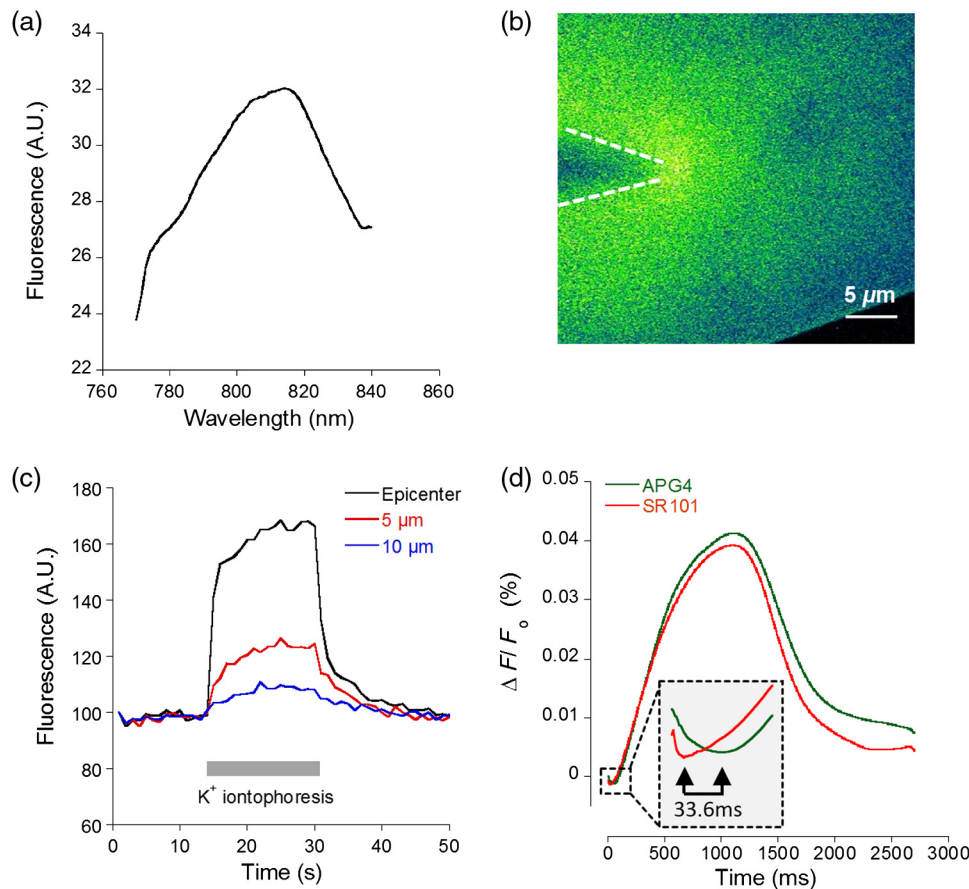 (a)
Fluorescence (A.U.)
34
32
30
28
26
24
22
760 780 800 820 840 860
Wavelength (nm)
(b)
5 µm
(c)
Fluorescence (A.U.)
180
160
140
120
100
80
60
Epicenter
5 µm
10 µm
K+ iontophoresis
0 10 20 30 40 50
Time (s)
(d)
Δ F/ Fo (%)
0.05
0.04
0.03
0.02
0.01
0
APG4
SR101
33.6ms
0 500 1000 1500 2000 2500 3000
Time (ms)